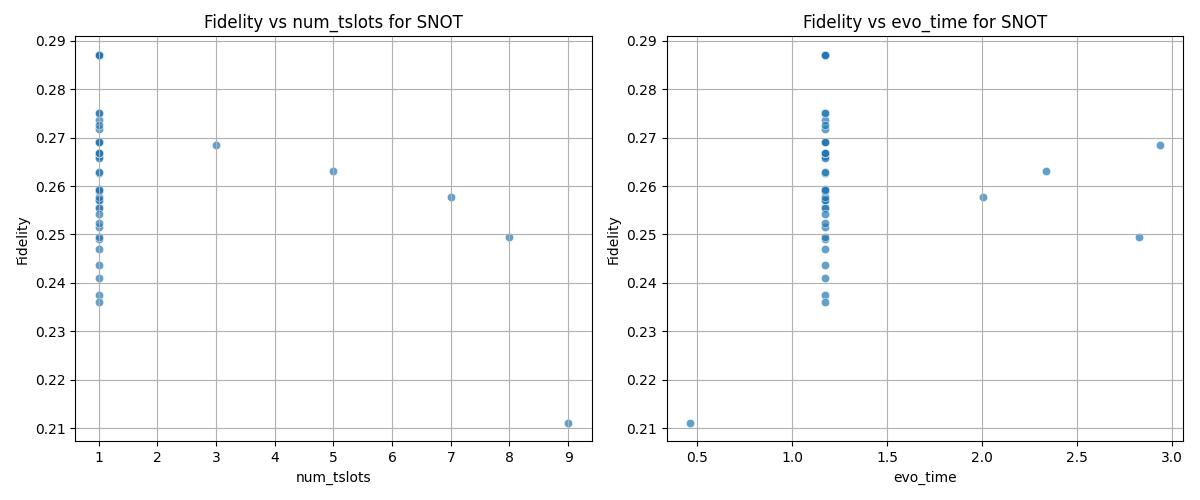 Fidelity vs num_tslots for SNOT
0.29
0.28
0.27
0.26
0.25
0.24
0.23
0.22
0.21
Fidelity
1 2 3 4 5 6 7 8 9
num_tslots
Fidelity vs evo_time for SNOT
0.29
0.28
0.27
0.26
0.25
0.24
0.23
0.22
0.21
Fidelity
0.5 1.0 1.5 2.0 2.5 3.0
evo_time